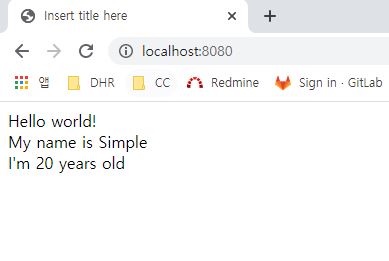 Insert title here
localhost:8080
앱 DHR CC Redmine Sign in · GitLab
Hello world!
My name is Simple
I'm 20 years old